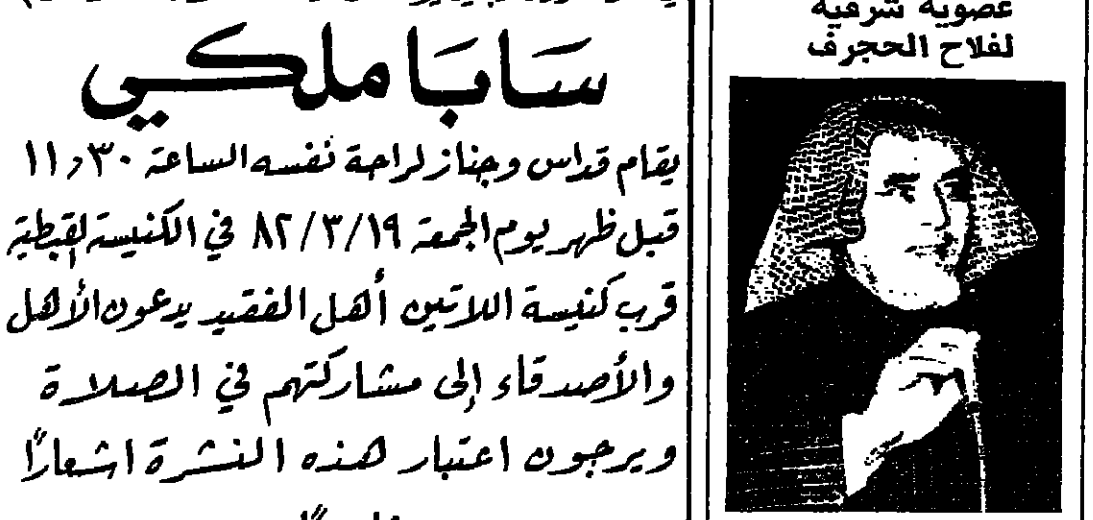 عضوية شرفية
لفلاح الحجرف
سابا ملكي
يقام قداس وجناز لراحة نفسه الساعة ١١٫٣٠
قبل ظهر يوم الجمعة ٨٢/٣/١٩ في الكنيسة القبطية
قرب كنيسة اللاتين أهل الفقيد يدعون الأهل
والأصدقاء إلى مشاركتهم في الصلاة
ويرجون اعتبار هذه النشرة اشعارًا